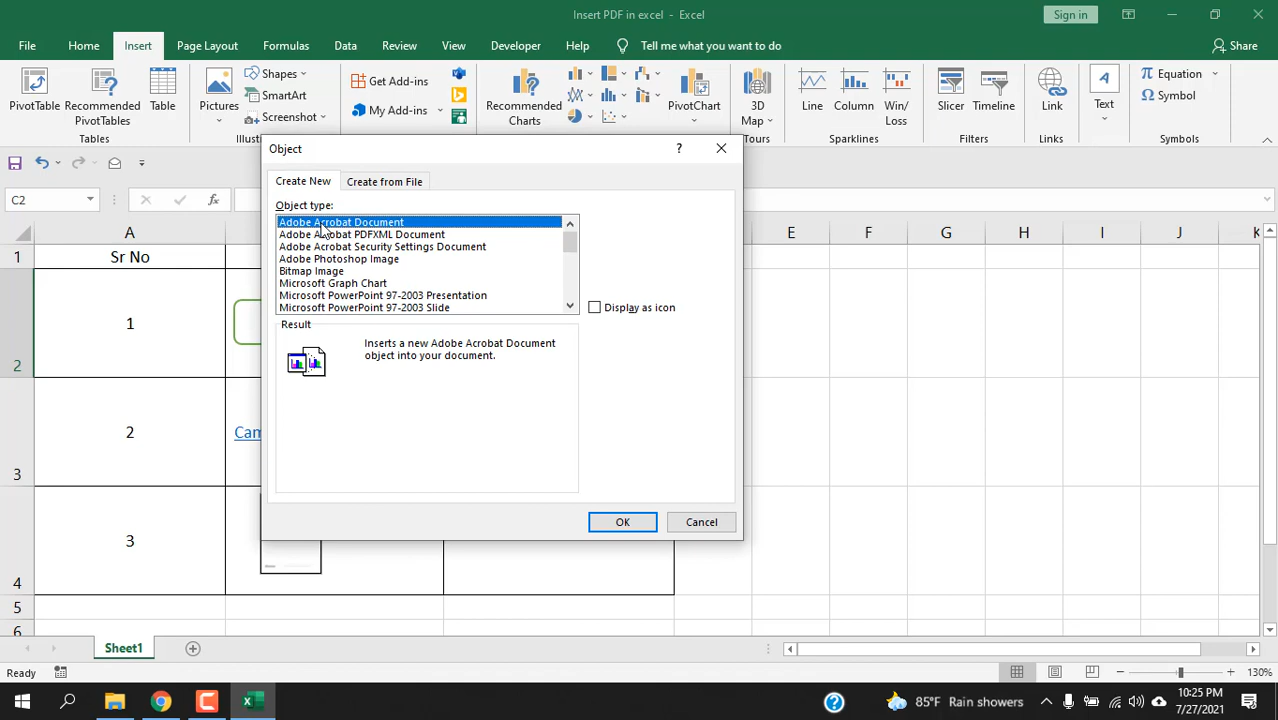 Insert PDF in excel - Excel
Sign in
File Home Insert Page Layout Formulas Data Review View Developer Help Tell me what you want to do Share
PivotTable
Recommended
PivotTables
Table
Tables
Pictures
Shapes
SmartArt
Screenshot
Get Add-ins
My Add-ins
Recommended
Charts
PivotChart
3D
Map
Line
Column
Win/
Loss
Sparklines
Slicer
Timeline
Filters
Link
Links
Text
Equation
Symbol
Symbols
C2
fx
Object
?
Create New Create from File
Object type:
Adobe Acrobat Document
Adobe Acrobat PDFXML Document
Adobe Acrobat Security Settings Document
Adobe Photoshop Image
Bitmap Image
Microsoft Graph Chart
Microsoft PowerPoint 97-2003 Presentation
Microsoft PowerPoint 97-2003 Slide
Display as icon
Result
Inserts a new Adobe Acrobat Document
object into your document.
OK Cancel
A E F G H I J K
1 Sr No
2 1
3 2
4 3
5
6
Sheet1
Ready
130%
85°F Rain showers
10:25 PM
7/27/2021